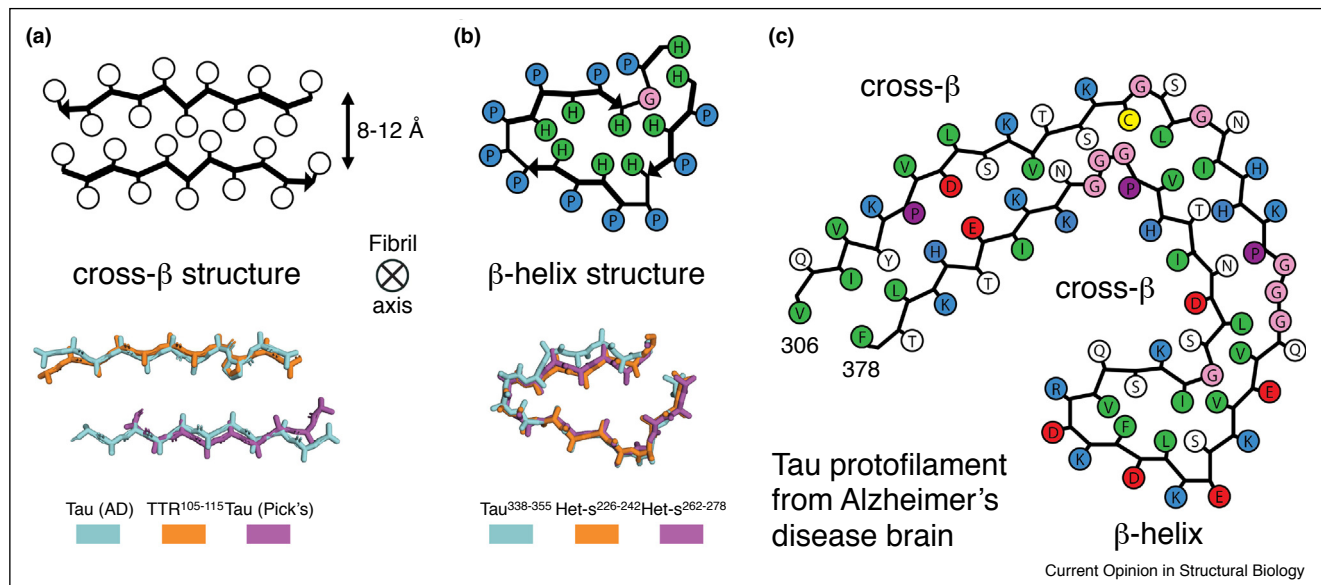 (a)
8-12 Å
cross-β structure
Fibril
axis
Tau (AD)
TTR105-115
Tau (Pick's)
(b)
H
P
H
P P P
G
P H H H P
H
P H
P H H P
P
P P P
β-helix structure
Tau338-355
Het-s226-242
Het-s262-278
(c)
cross-β
V Q I V Y K P V D L S K V T S K C G S L G N I H H K P G G G Q V E V K S E K L D F K D R V Q S K I G S L D N I T H V P G G G N K K I E T H K L T F
306
378
cross-β
Tau protofilament
from Alzheimer's
disease brain
β-helix
Current Opinion in Structural Biology